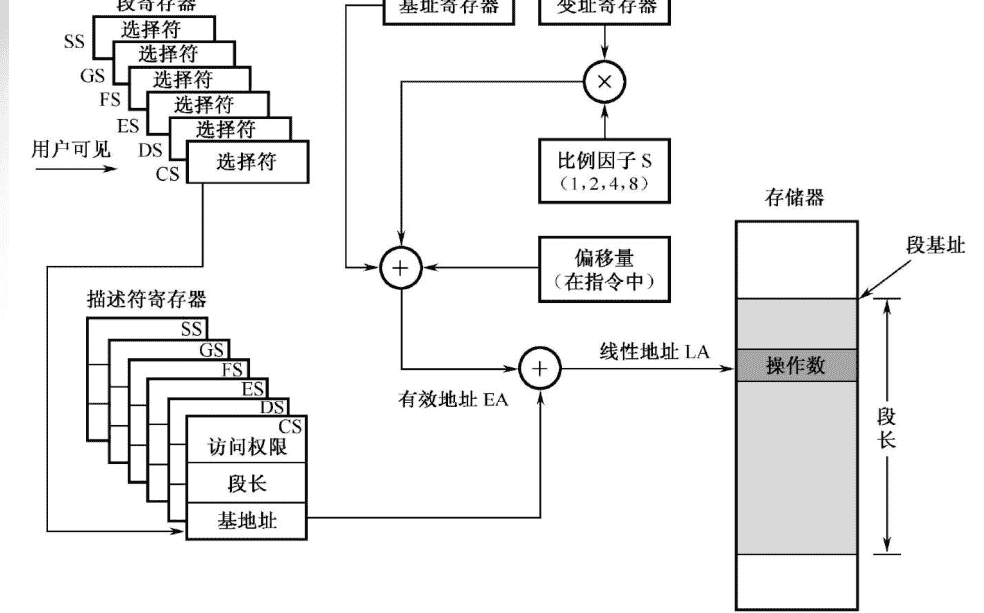 段寄存器
基址寄存器
变址寄存器
SS
选择符
GS
选择符
FS
选择符
ES
选择符
DS
选择符
CS
选择符
用户可见
×
比例因子 S
(1,2,4,8)
存储器
段基址
+
偏移量
(在指令中)
描述符寄存器
SS
GS
FS
ES
DS
CS
访问权限
段长
基地址
有效地址 EA
+
线性地址 LA
操作数
段长